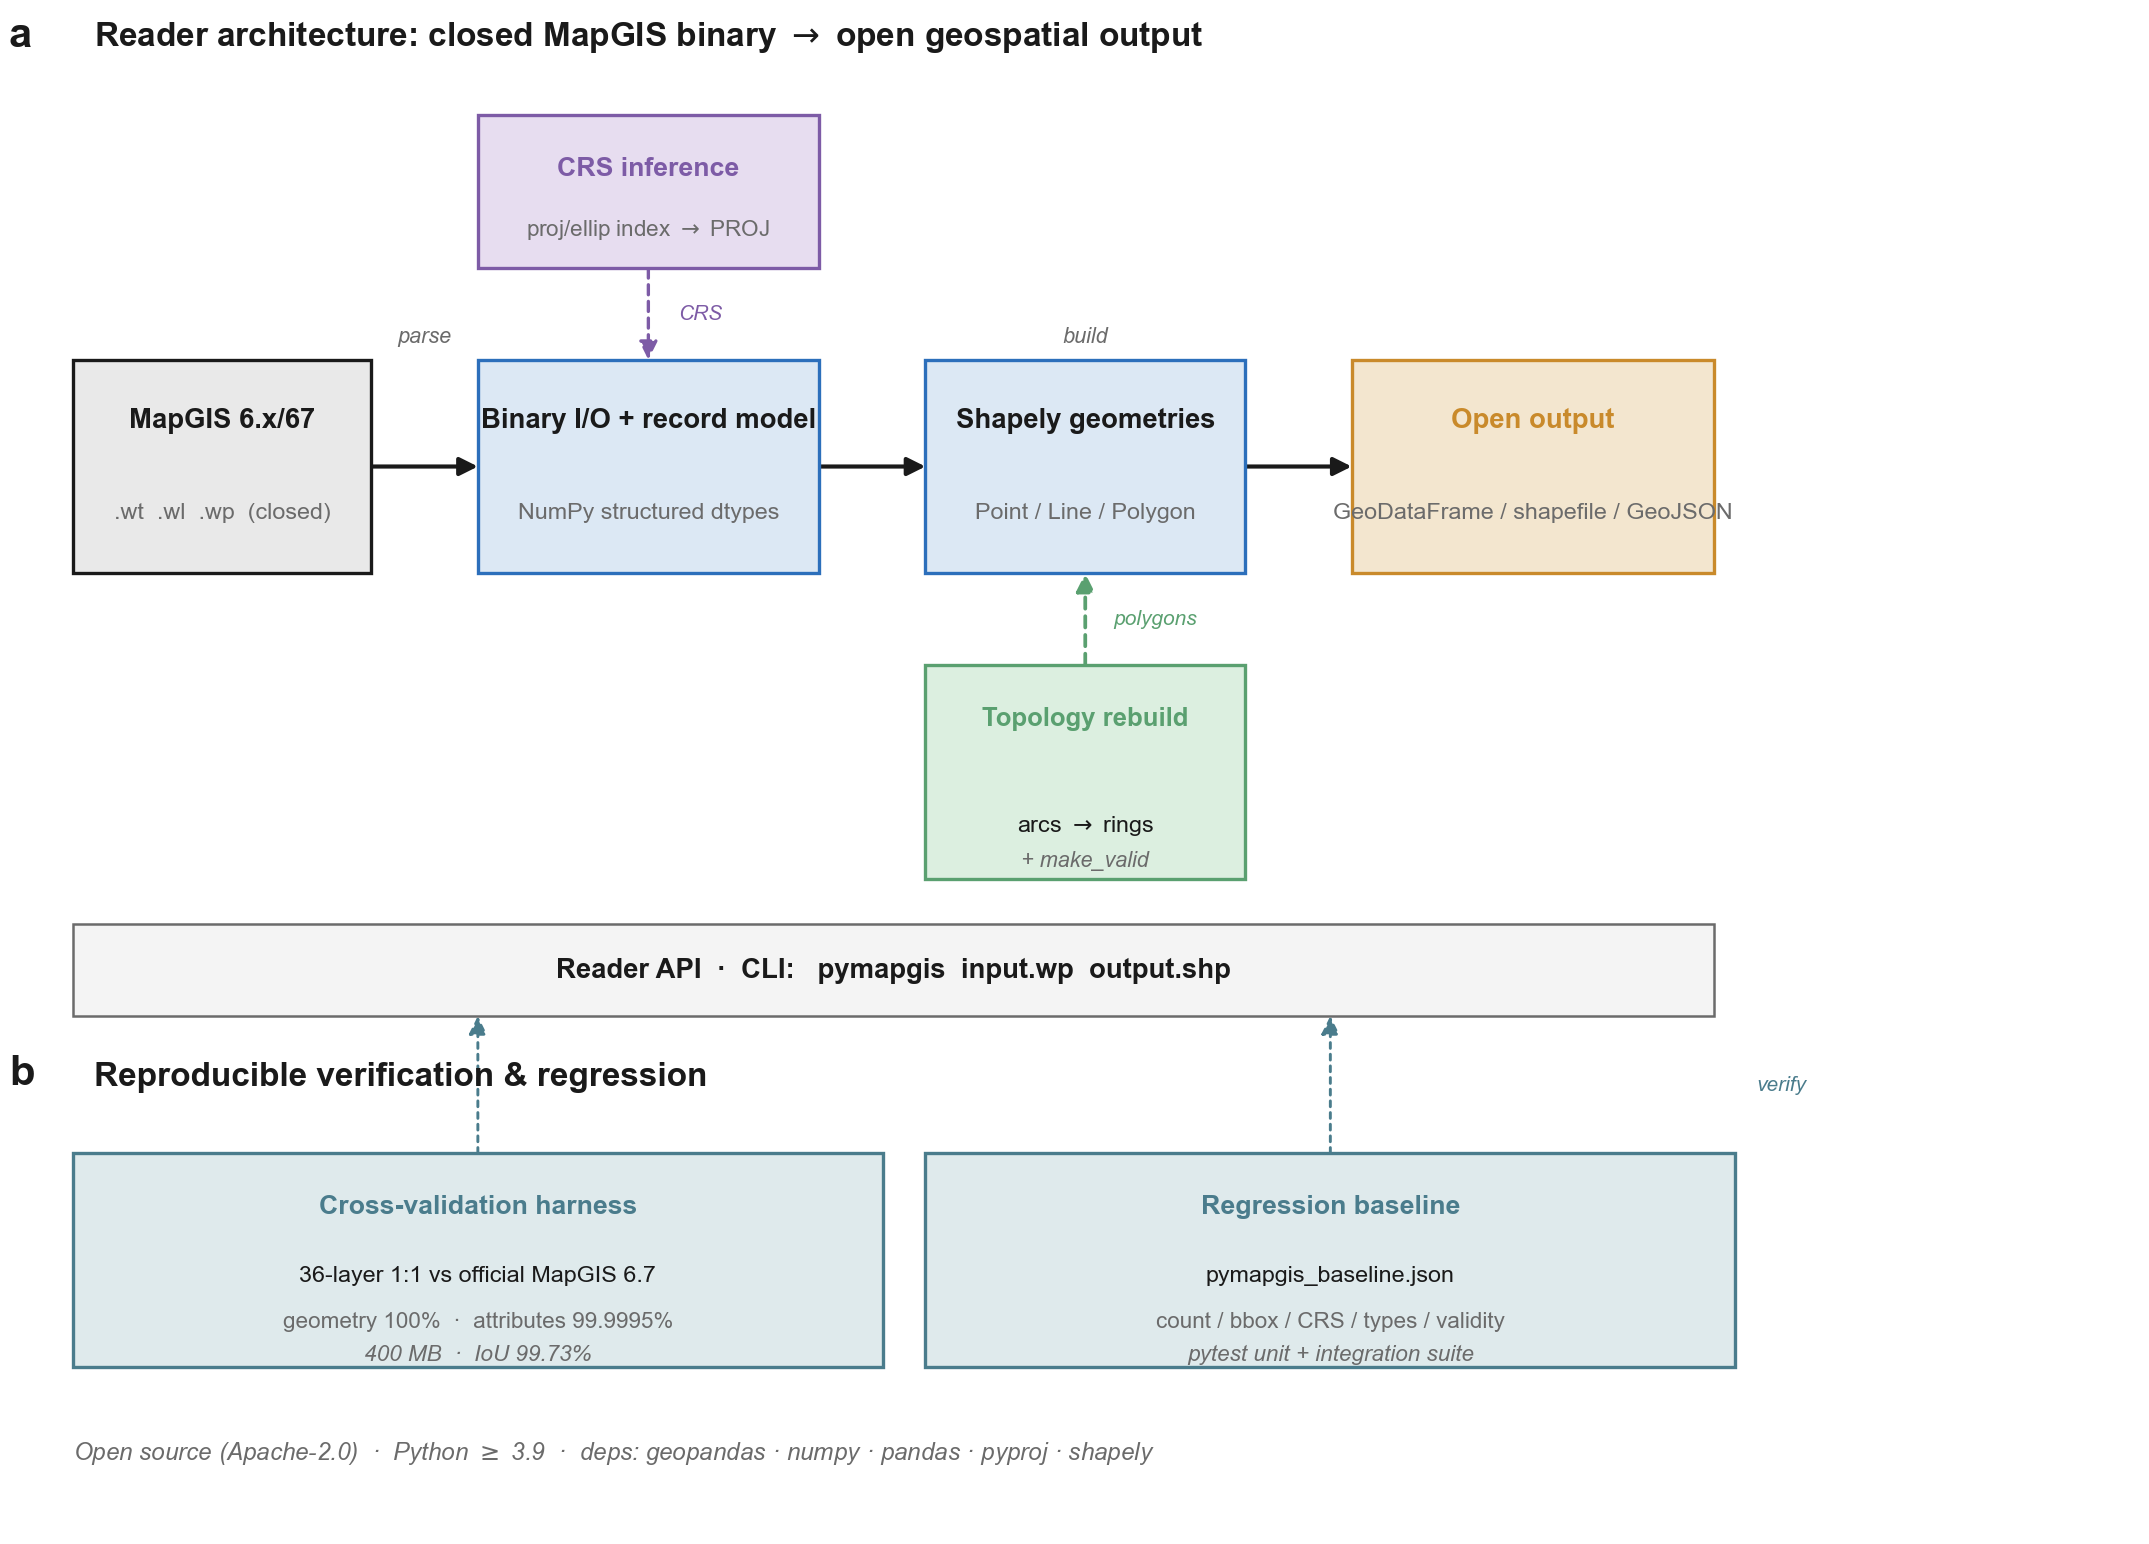 a
Reader architecture: closed MapGIS binary → open geospatial output
CRS inference
proj/ellip index → PROJ
CRS
parse
build
MapGIS 6.x/67
.wt .wl .wp (closed)
Binary I/O + record model
NumPy structured dtypes
Shapely geometries
Point / Line / Polygon
Open output
GeoDataFrame / shapefile / GeoJSON
polygons
Topology rebuild
arcs → rings
+ make_valid
Reader API · CLI: pymapgis input.wp output.shp
b
Reproducible verification & regression
verify
Cross-validation harness
36-layer 1:1 vs official MapGIS 6.7
geometry 100% · attributes 99.9995%
400 MB · IoU 99.73%
Regression baseline
pymapgis_baseline.json
count / bbox / CRS / types / validity
pytest unit + integration suite
Open source (Apache-2.0) · Python ≥ 3.9 · deps: geopandas · numpy · pandas · pyproj · shapely